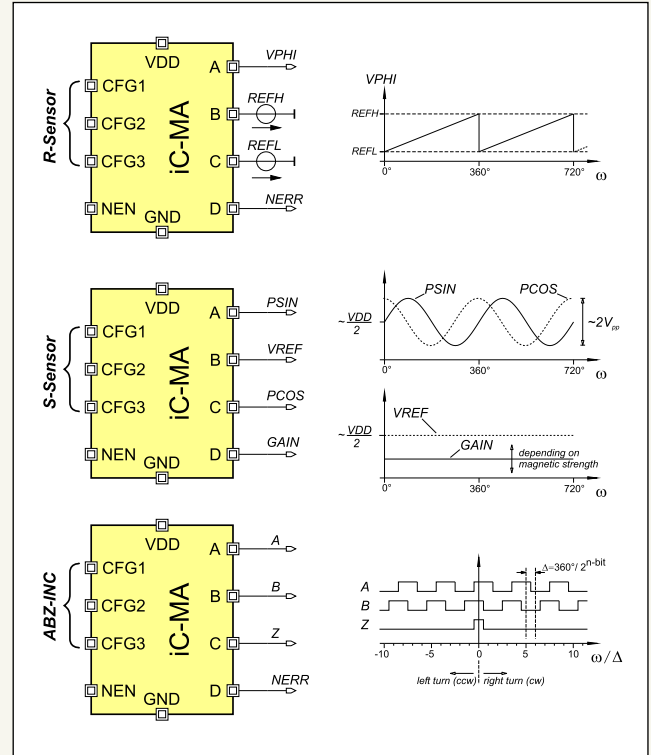 R-Sensor
VDD
CFG1
CFG2
CFG3
NEN
GND
iC-MA
A
B
C
D
VPHI
REFH
REFL
NERR
VPHI
REFH
REFL
0°
360°
720°
ω
S-Sensor
VDD
CFG1
CFG2
CFG3
NEN
GND
iC-MA
A
B
C
D
PSIN
VREF
PCOS
GAIN
~VDD/2
PSIN
PCOS
~2Vpp
0°
360°
720°
ω
~VDD/2
VREF
GAIN
depending on
magnetic strength
0°
360°
720°
ω
ABZ-INC
VDD
CFG1
CFG2
CFG3
NEN
GND
iC-MA
A
B
C
D
A
B
Z
NERR
Δ=360°/ 2^n-bit
A
B
Z
-10
-5
0
5
10
ω/Δ
left turn (ccw)
right turn (cw)